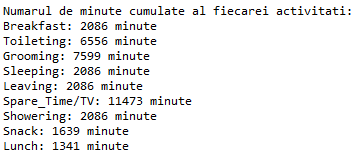 Numarul de minute cumulate al fiecarei activitati:
Breakfast: 2086 minute
Toileting: 6556 minute
Grooming: 7599 minute
Sleeping: 2086 minute
Leaving: 2086 minute
Spare_Time/TV: 11473 minute
Showering: 2086 minute
Snack: 1639 minute
Lunch: 1341 minute